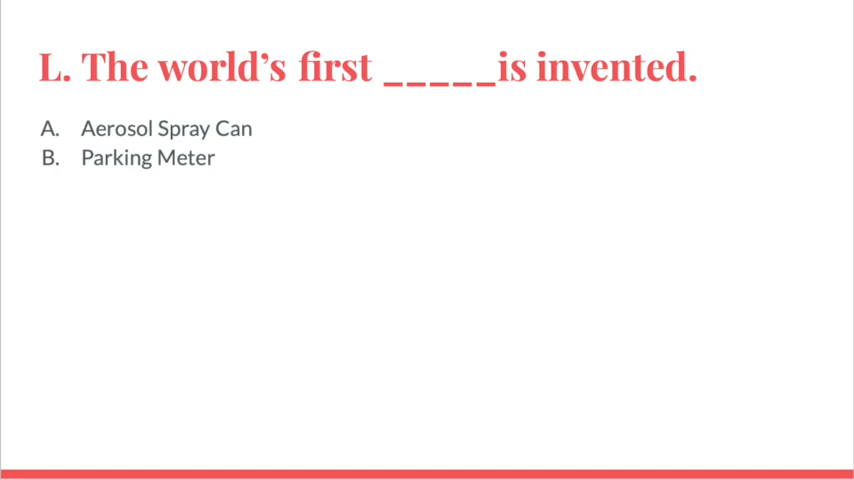 L. The world’s first _____is invented.
A. Aerosol Spray Can
B. Parking Meter